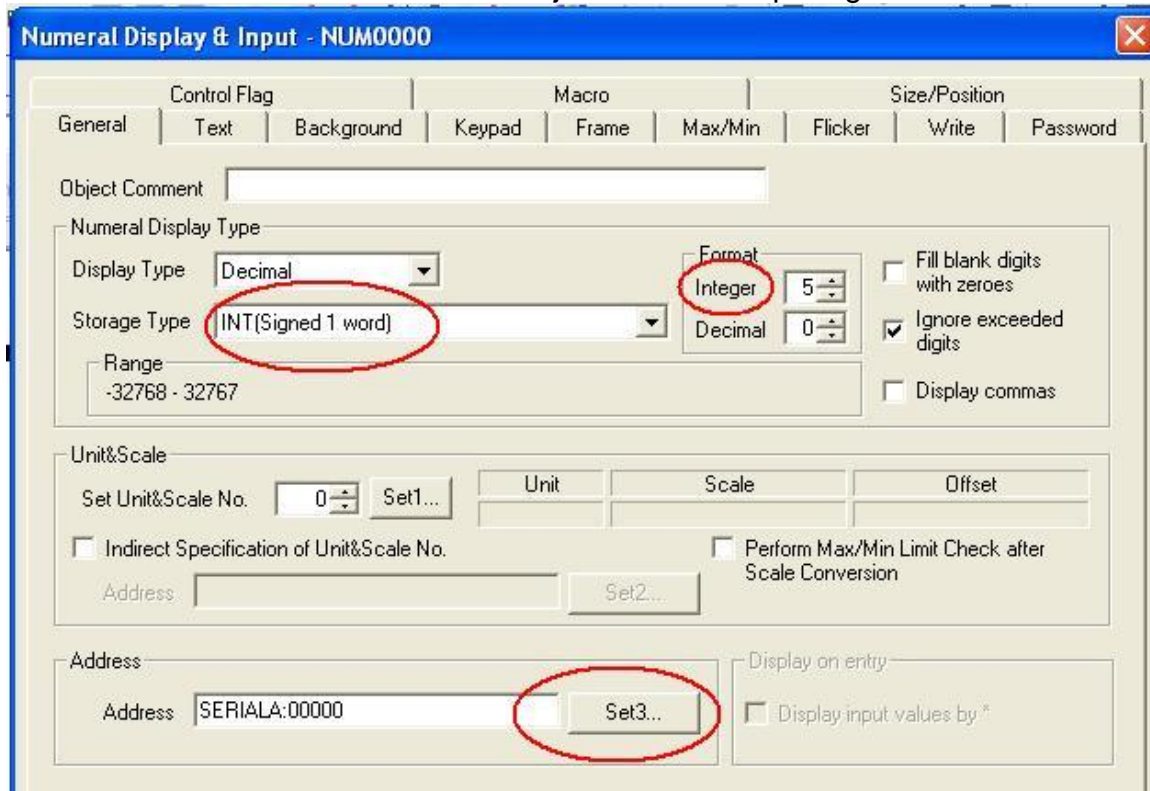 Numeral Display & Input - NUM0000
Control Flag Macro Size/Position
General Text Background Keypad Frame Max/Min Flicker Write Password
Object Comment
Numeral Display Type
Display Type Decimal
Storage Type INT(Signed 1 word)
Format
Integer 5
Decimal 0
Fill blank digits
with zeroes
Ignore exceeded
digits
Display commas
Range
-32768 - 32767
Unit&Scale
Set Unit&Scale No. 0 Set1...
Unit Scale Offset
Indirect Specification of Unit&Scale No.
Address Set2...
Perform Max/Min Limit Check after
Scale Conversion
Address
Address SERIALA:00000 Set3...
Display on entry
Display input values by *